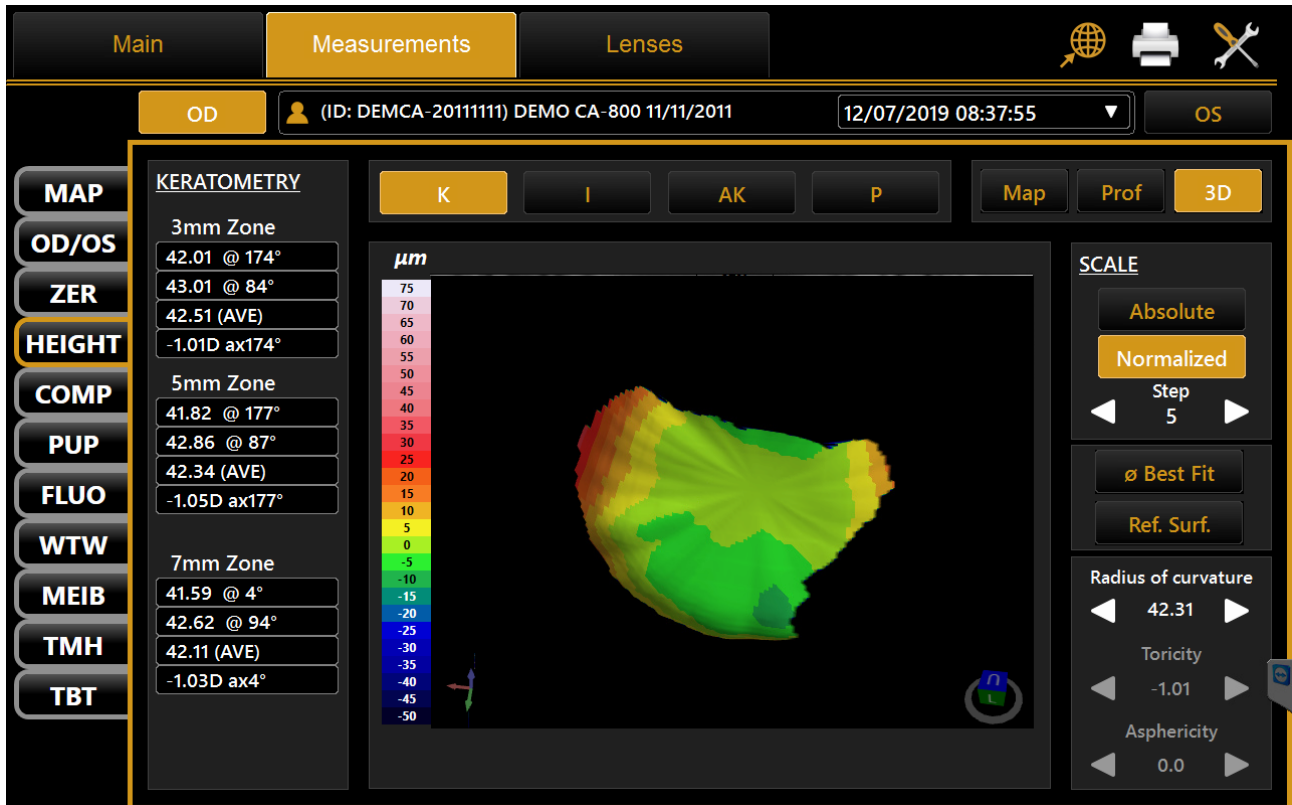 Main
Measurements
Lenses
OD
(ID: DEMCA-20111111) DEMO CA-800 11/11/2011
12/07/2019 08:37:55
OS
MAP
OD/OS
ZER
HEIGHT
COMP
PUP
FLUO
WTW
MEIB
TMH
TBT
KERATOMETRY
3mm Zone
42.01 @ 174°
43.01 @ 84°
42.51 (AVE)
-1.01D ax174°
5mm Zone
41.82 @ 177°
42.86 @ 87°
42.34 (AVE)
-1.05D ax177°
7mm Zone
41.59 @ 4°
42.62 @ 94°
42.11 (AVE)
-1.03D ax4°
K
I
AK
P
Map
Prof
3D
µm
75
70
65
60
55
50
45
40
35
30
25
20
15
10
5
0
-5
-10
-15
-20
-25
-30
-35
-40
-45
-50
U
L
SCALE
Absolute
Normalized
Step
5
ø Best Fit
Ref. Surf.
Radius of curvature
42.31
Toricity
-1.01
Asphericity
0.0